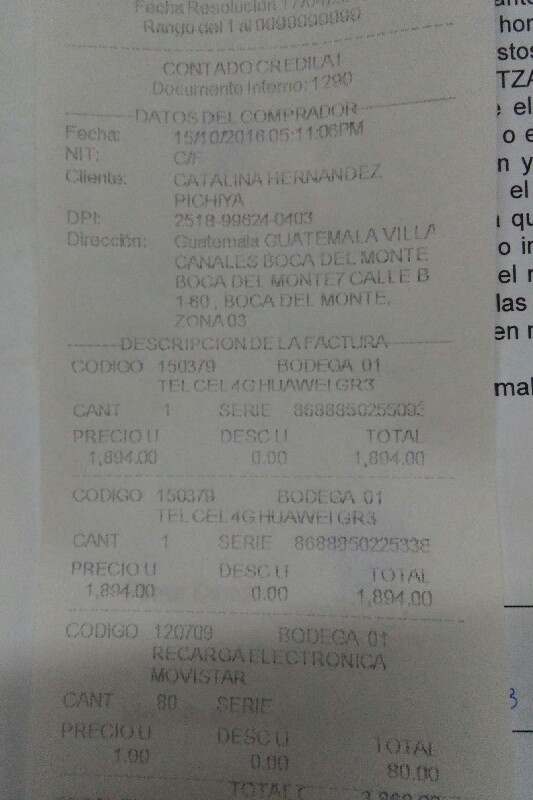 Fecha Resolución 17/04/
Rango del 1 al 9999999999
CONTADO CREDILAT
Documento Interno: 1290
DATOS DEL COMPRADOR
Fecha: 15/10/2016 05:11:06PM
NIT: C/F
Cliente: CATALINA HERNANDEZ
PICHIYA
DPI: 2518-99624-0403
Dirección: Guatemala GUATEMALA VILLA
CANALES BOCA DEL MONTE
BOCA DEL MONTE7 CALLE B
1-60 , BOCA DEL MONTE,
ZONA 03
DESCRIPCION DE LA FACTURA
CODIGO 150379 BODEGA 01
TEL CEL 4G HUAWEI GR3
CANT 1 SERIE 8688850255093
PRECIO U DESC U TOTAL
1,894.00 0.00 1,894.00
CODIGO 150379 BODEGA 01
TEL CEL 4G HUAWEI GR3
CANT 1 SERIE 8688850225338
PRECIO U DESC U TOTAL
1,894.00 0.00 1,894.00
CODIGO 120709 BODEGA 01
RECARGA ELECTRONICA
MOVISTAR
CANT 80 SERIE
PRECIO U DESC U TOTAL
1.00 0.00 80.00
TOTAL
hor
stos
TZA
el
o e
n y
el
qu
o in
el
las
en
mal
3